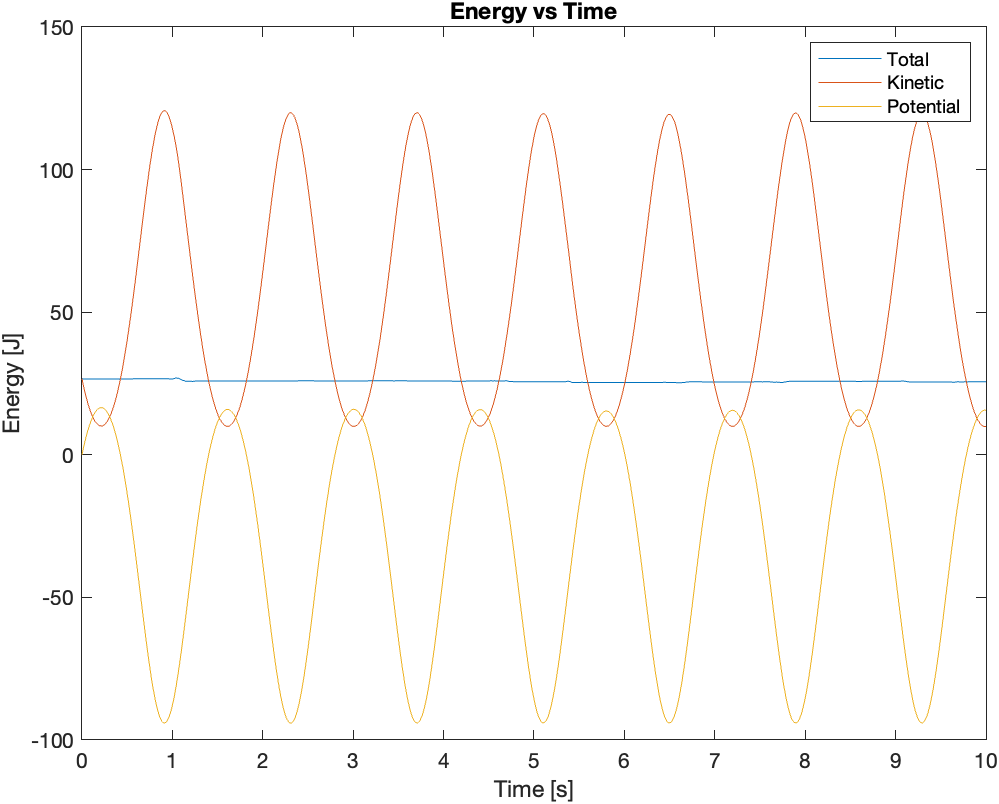 Energy vs Time
150
100
50
0
-50
-100
Energy [J]
Total
Kinetic
Potential
0 1 2 3 4 5 6 7 8 9 10
Time [s]